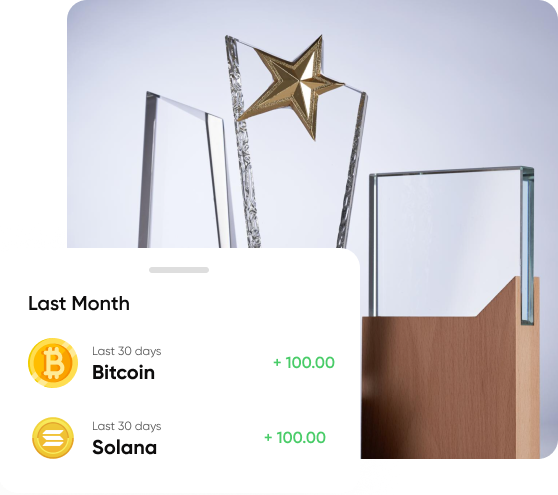 Last Month
Last 30 days
Bitcoin
+ 100.00
Last 30 days
Solana
+ 100.00